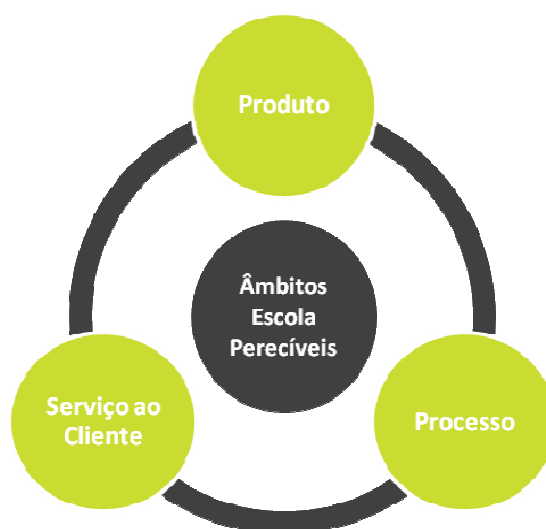 Produto
Âmbitos
Escola
Perecíveis
Serviço ao
Cliente
Processo